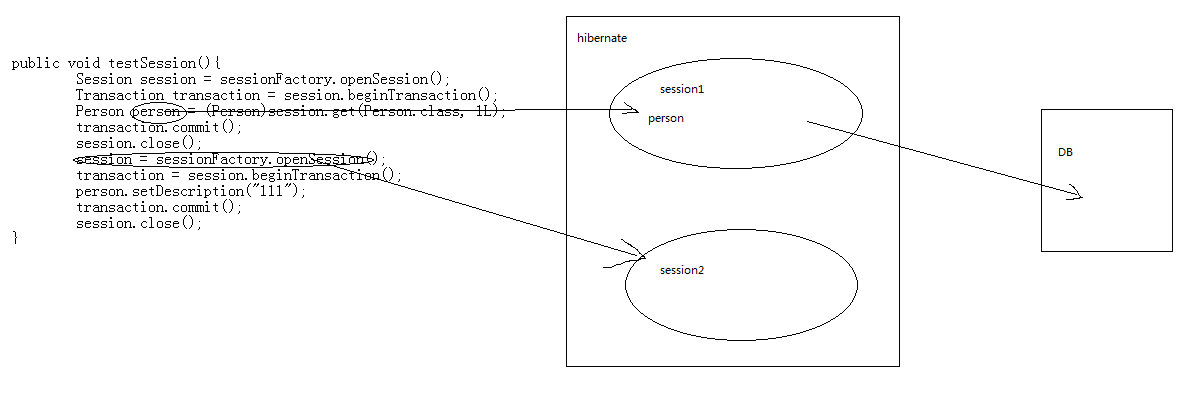 public void testSession(){
Session session = sessionFactory.openSession();
Transaction transaction = session.beginTransaction();
Person person = (Person)session.get(Person.class, 1L);
transaction.commit();
session.close();
session = sessionFactory.openSession();
transaction = session.beginTransaction();
person.setDescription("111");
transaction.commit();
session.close();
}
hibernate
session1
person
session2
DB